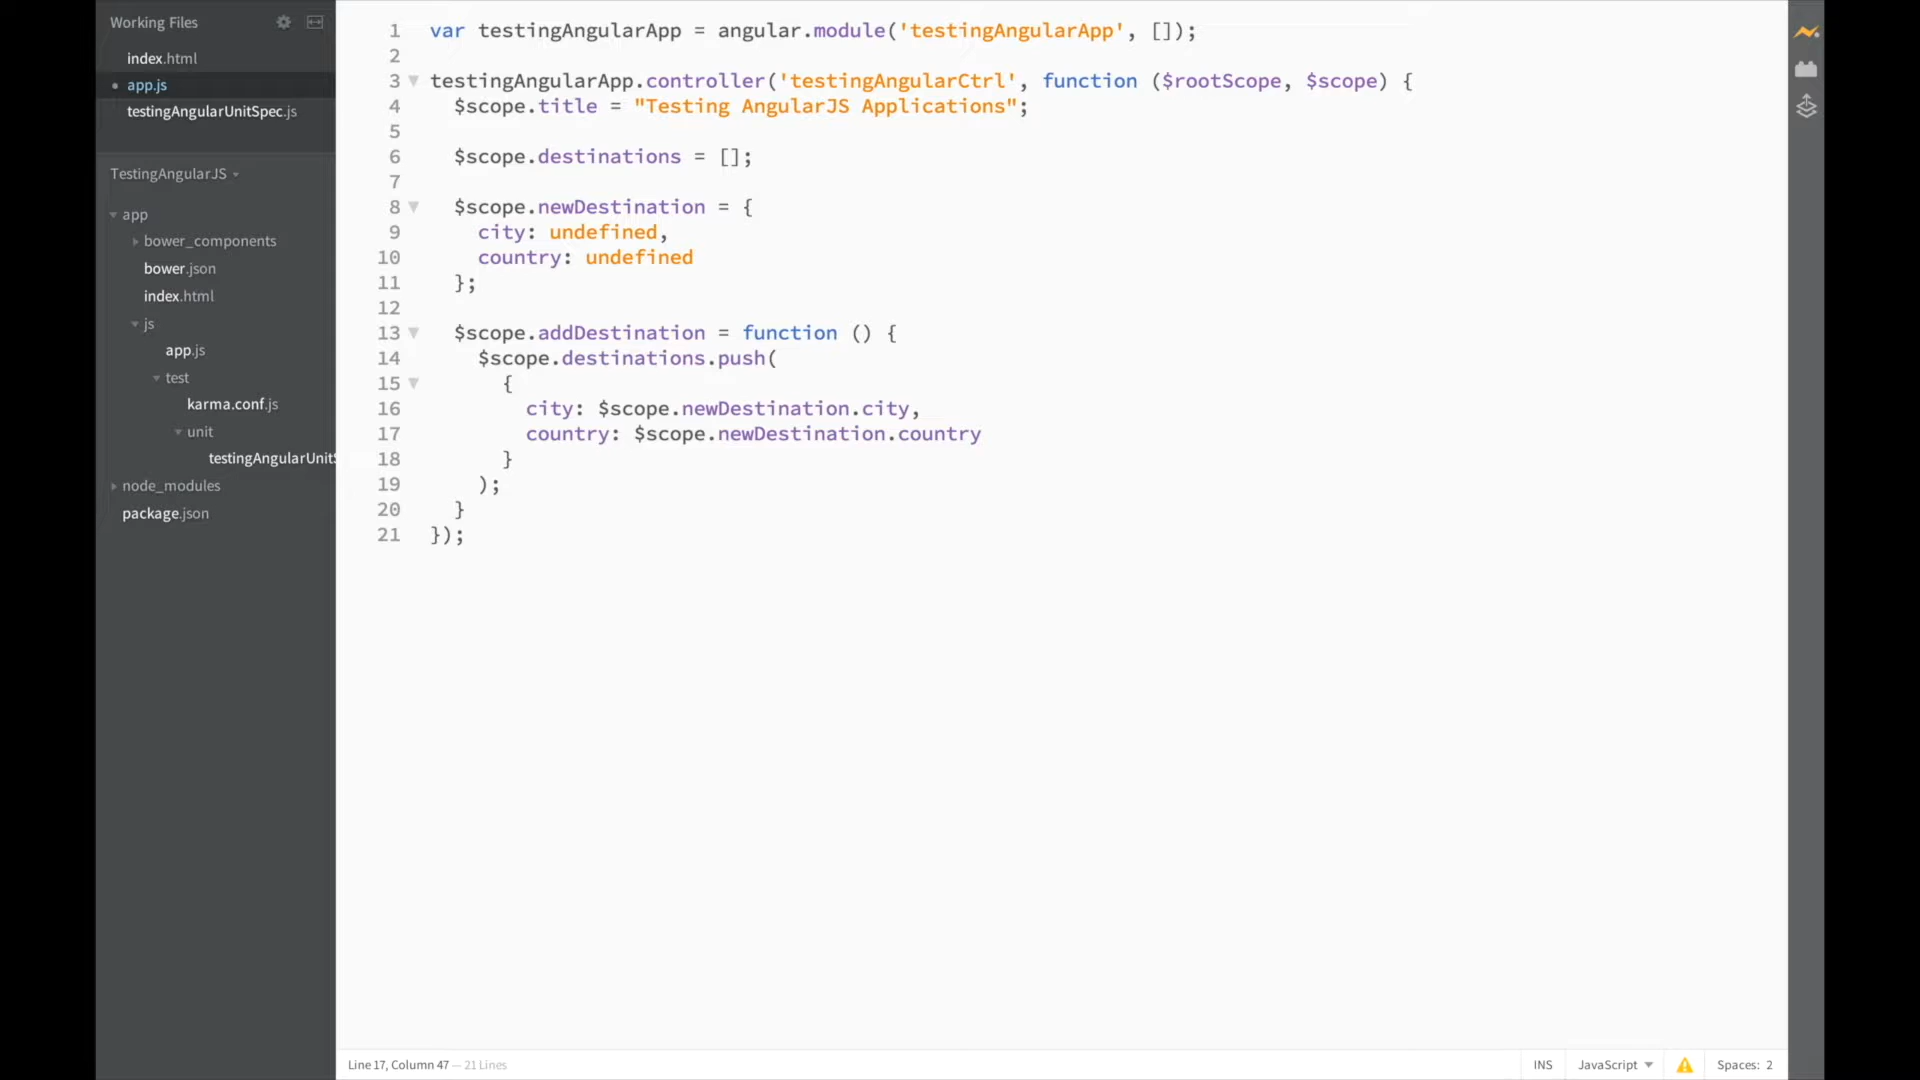 Working Files
index.html
app.js
testingAngularUnitSpec.js
TestingAngularJS
app
bower_components
bower.json
index.html
js
app.js
test
karma.conf.js
unit
testingAngularUnitS
node_modules
package.json
1 var testingAngularApp = angular.module('testingAngularApp', []);
2
3 testingAngularApp.controller('testingAngularCtrl', function ($rootScope, $scope) {
4 $scope.title = "Testing AngularJS Applications";
5
6 $scope.destinations = [];
7
8 $scope.newDestination = {
9 city: undefined,
10 country: undefined
11 };
12
13 $scope.addDestination = function () {
14 $scope.destinations.push(
15 {
16 city: $scope.newDestination.city,
17 country: $scope.newDestination.country
18 }
19 );
20 }
21 });
Line 17, Column 47 — 21 Lines
INS JavaScript Spaces: 2